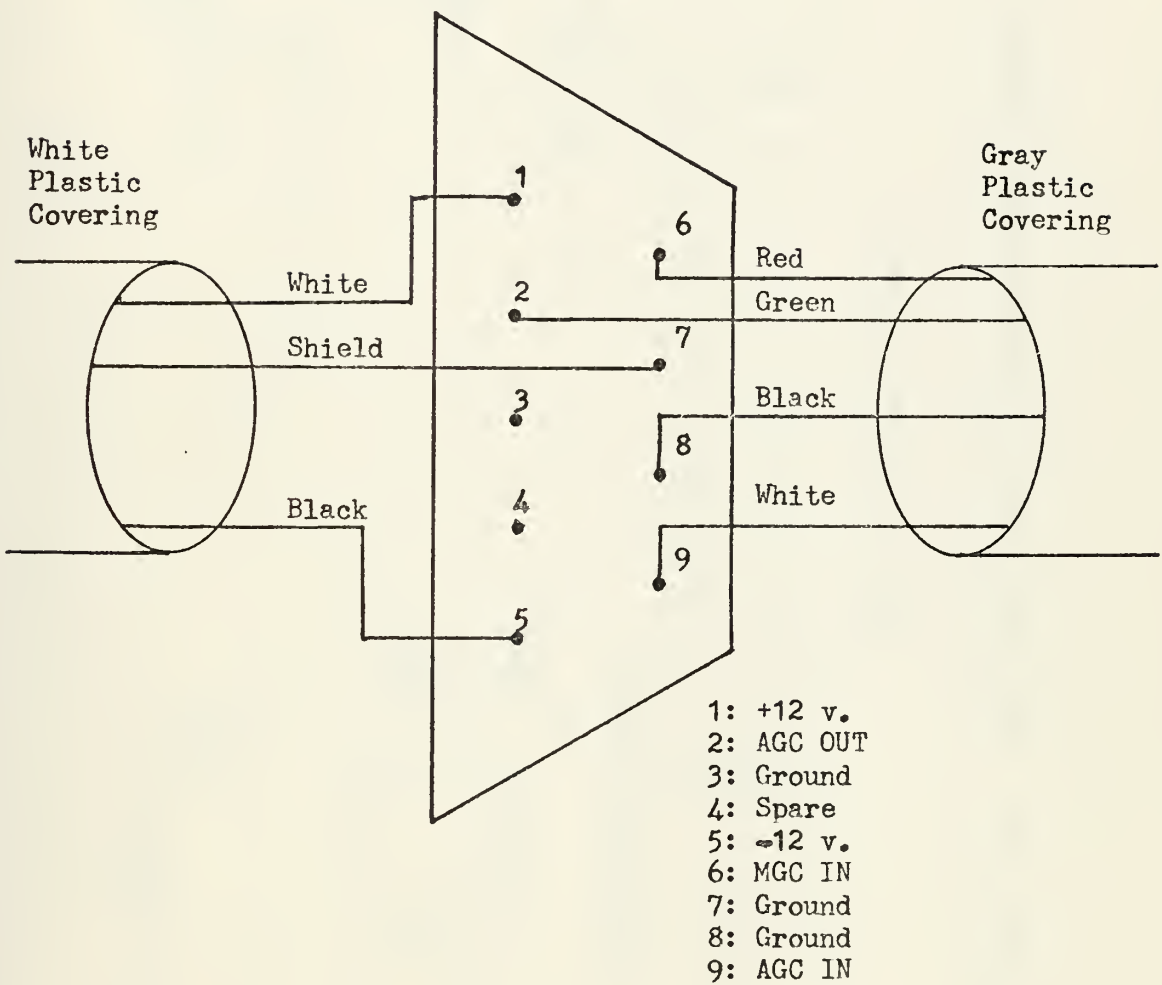 White
Plastic
Covering
Gray
Plastic
Covering
1
6
Red
White
2
Green
7
Shield
3
Black
8
4
White
Black
9
5
1: +12 v.
2: AGC OUT
3: Ground
4: Spare
5: -12 v.
6: MGC IN
7: Ground
8: Ground
9: AGC IN